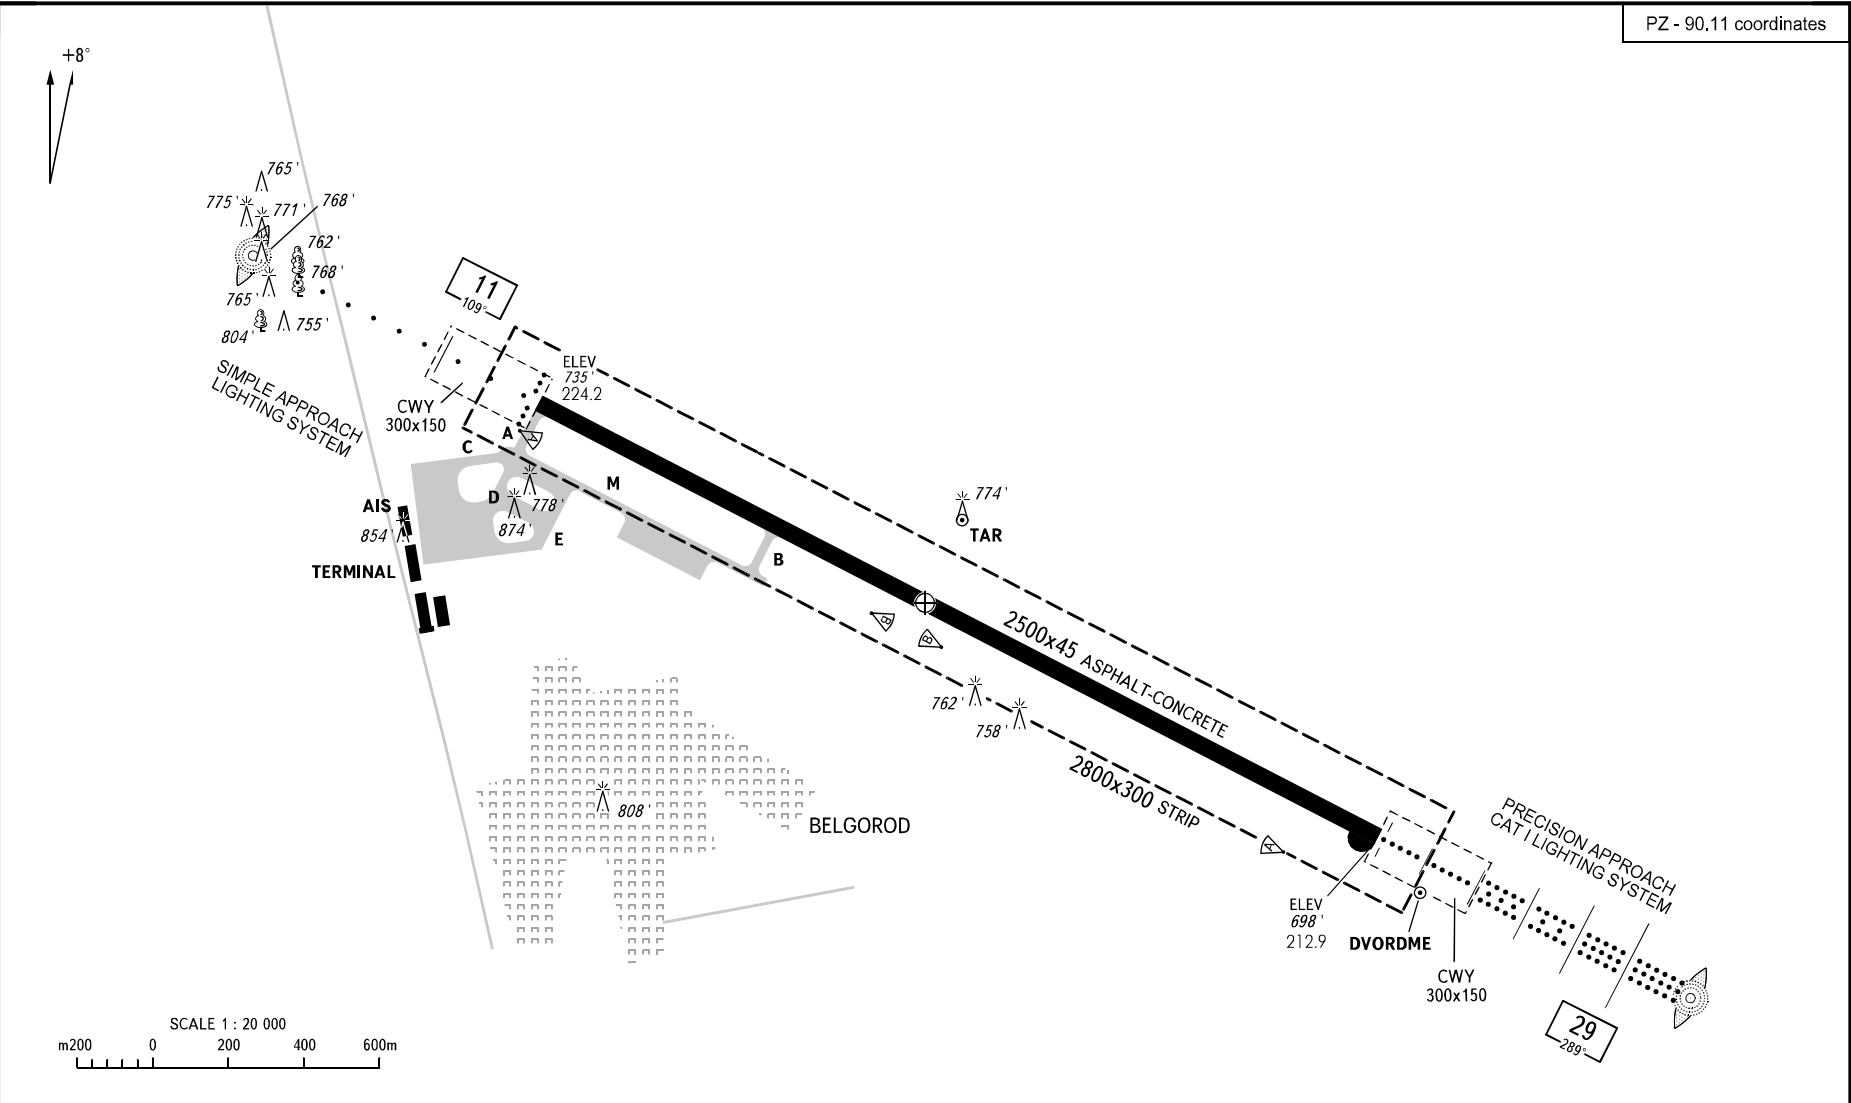 PZ - 90.11 coordinates
+8°
765'
775'
771'
768'
762'
768'
765'
755'
804'
SIMPLE APPROACH
LIGHTING SYSTEM
11
109°
CWY
300x150
ELEV
735'
224.2
A
A
C
M
D
778'
874'
E
AIS
854'
TERMINAL
B
774'
TAR
B
B
2500x45 ASPHALT-CONCRETE
762'
758'
2800x300 STRIP
808'
BELGOROD
A
PRECISION APPROACH
CAT I LIGHTING SYSTEM
ELEV
698'
212.9
DVORDME
CWY
300x150
29
289°
SCALE 1 : 20 000
m200 0 200 400 600m